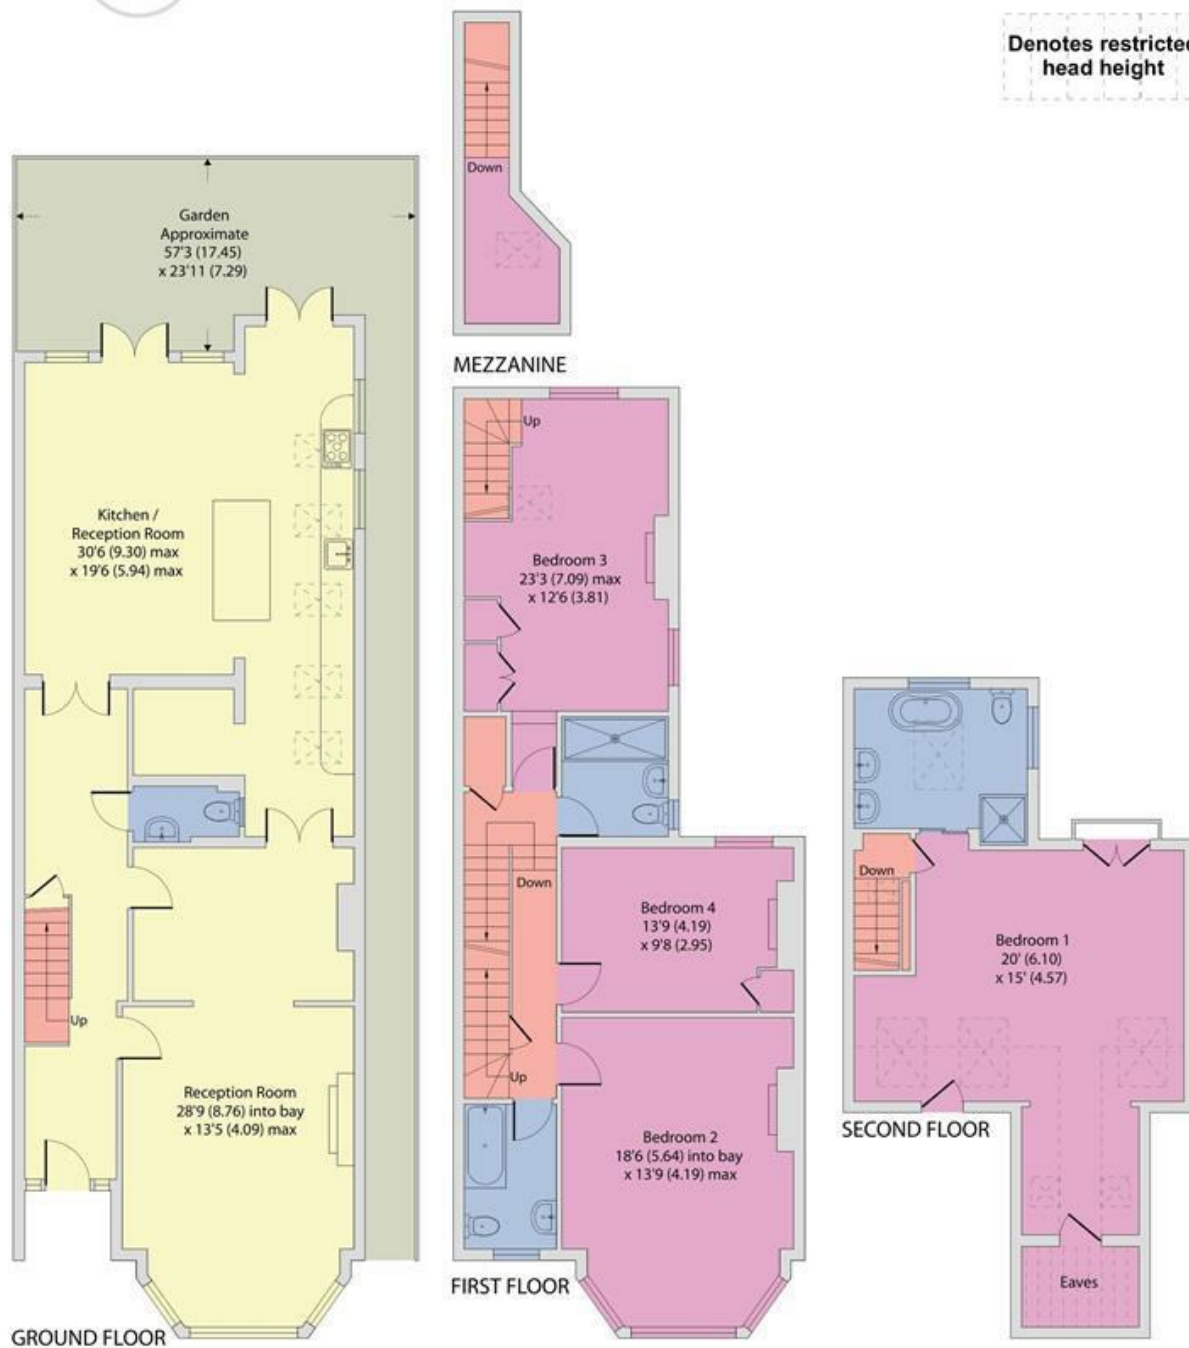 Denotes restricted
head height
Down
MEZZANINE
Garden
Approximate
57'3 (17.45)
x 23'11 (7.29)
Kitchen /
Reception Room
30'6 (9.30) max
x 19'6 (5.94) max
Up
Reception Room
28'9 (8.76) into bay
x 13'5 (4.09) max
GROUND FLOOR
Up
Bedroom 3
23'3 (7.09) max
x 12'6 (3.81)
Down
Bedroom 4
13'9 (4.19)
x 9'8 (2.95)
Up
Bedroom 2
18'6 (5.64) into bay
x 13'9 (4.19) max
FIRST FLOOR
Down
Bedroom 1
20' (6.10)
x 15' (4.57)
SECOND FLOOR
Eaves